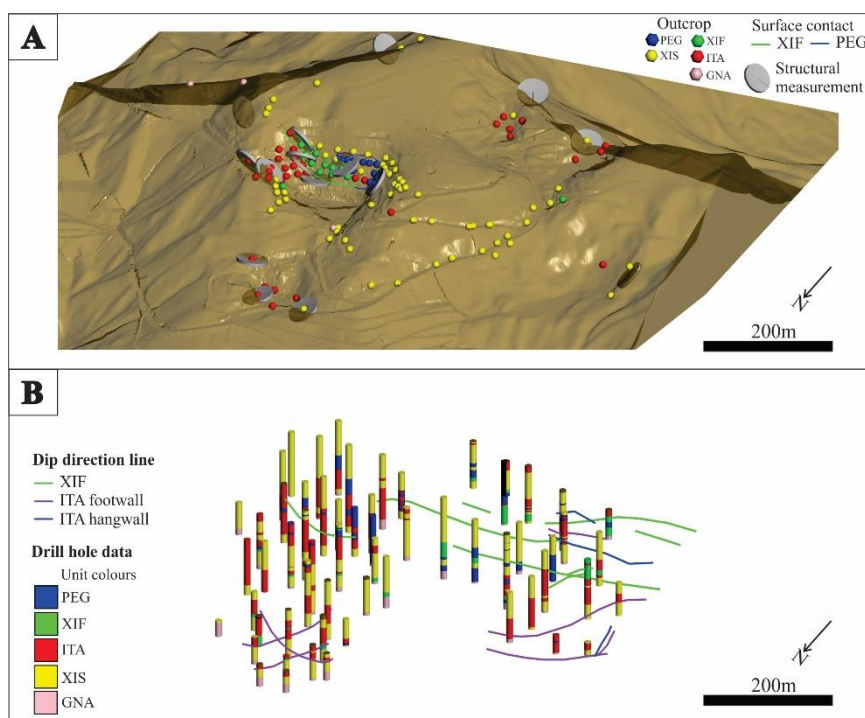 A
Outcrop
PEG XIF
XIS ITA
GNA
Surface contact
XIF PEG
Structural
measurement
N
200m
B
Dip direction line
XIF
ITA footwall
ITA hangwall
Drill hole data
Unit colours
PEG
XIF
ITA
XIS
GNA
N
200m